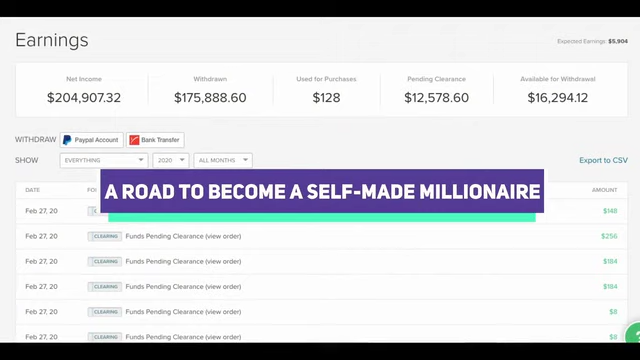 Earnings
Expected Earnings: $5,904
Net Income
Withdrawn
Used for Purchases
Pending Clearance
Available for Withdrawal
$204,907.32
$175,888.60
$128
$12,578.60
$16,294.12
WITHDRAW
Paypal Account
Bank Transfer
SHOW
EVERYTHING
2020
ALL MONTHS
Export to CSV
A ROAD TO BECOME A SELF-MADE MILLIONAIRE
DATE
AMOUNT
Feb 27, 20
$148
Feb 27, 20 CLEARING Funds Pending Clearance (view order) $256
Feb 27, 20 CLEARING Funds Pending Clearance (view order) $184
Feb 27, 20 CLEARING Funds Pending Clearance (view order) $184
Feb 27, 20 CLEARING Funds Pending Clearance (view order) $8
Feb 27, 20 CLEARING Funds Pending Clearance (view order) $8